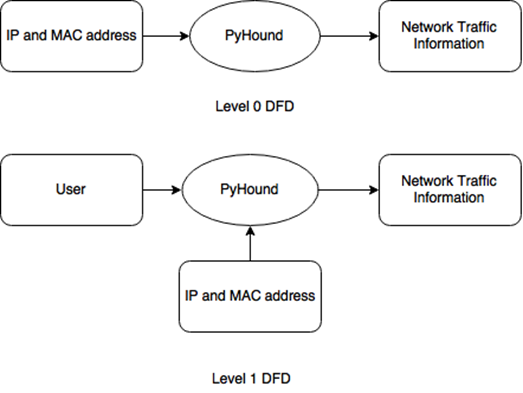 IP and MAC address
PyHound
Network Traffic
Information
Level 0 DFD
User
PyHound
Network Traffic
Information
IP and MAC address
Level 1 DFD